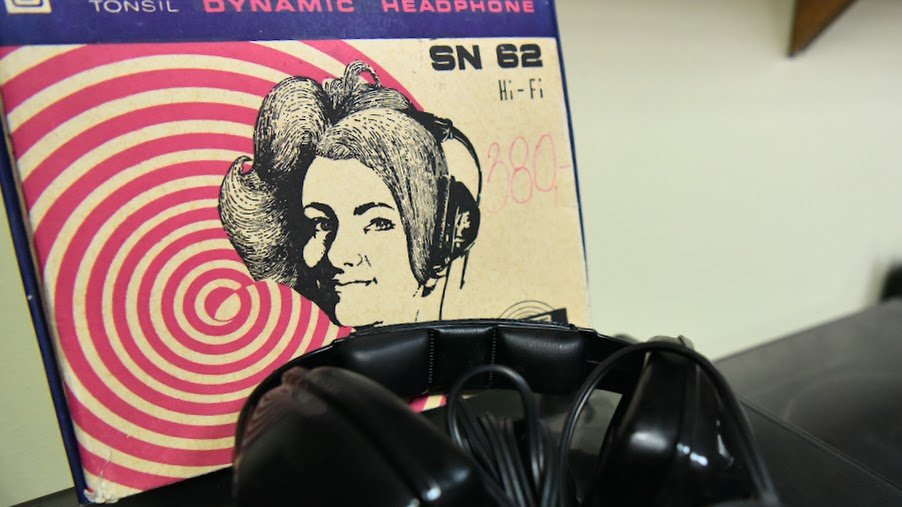 TONSIL DYNAMIC HEADPHONE
SN 62
Hi-Fi
380,-